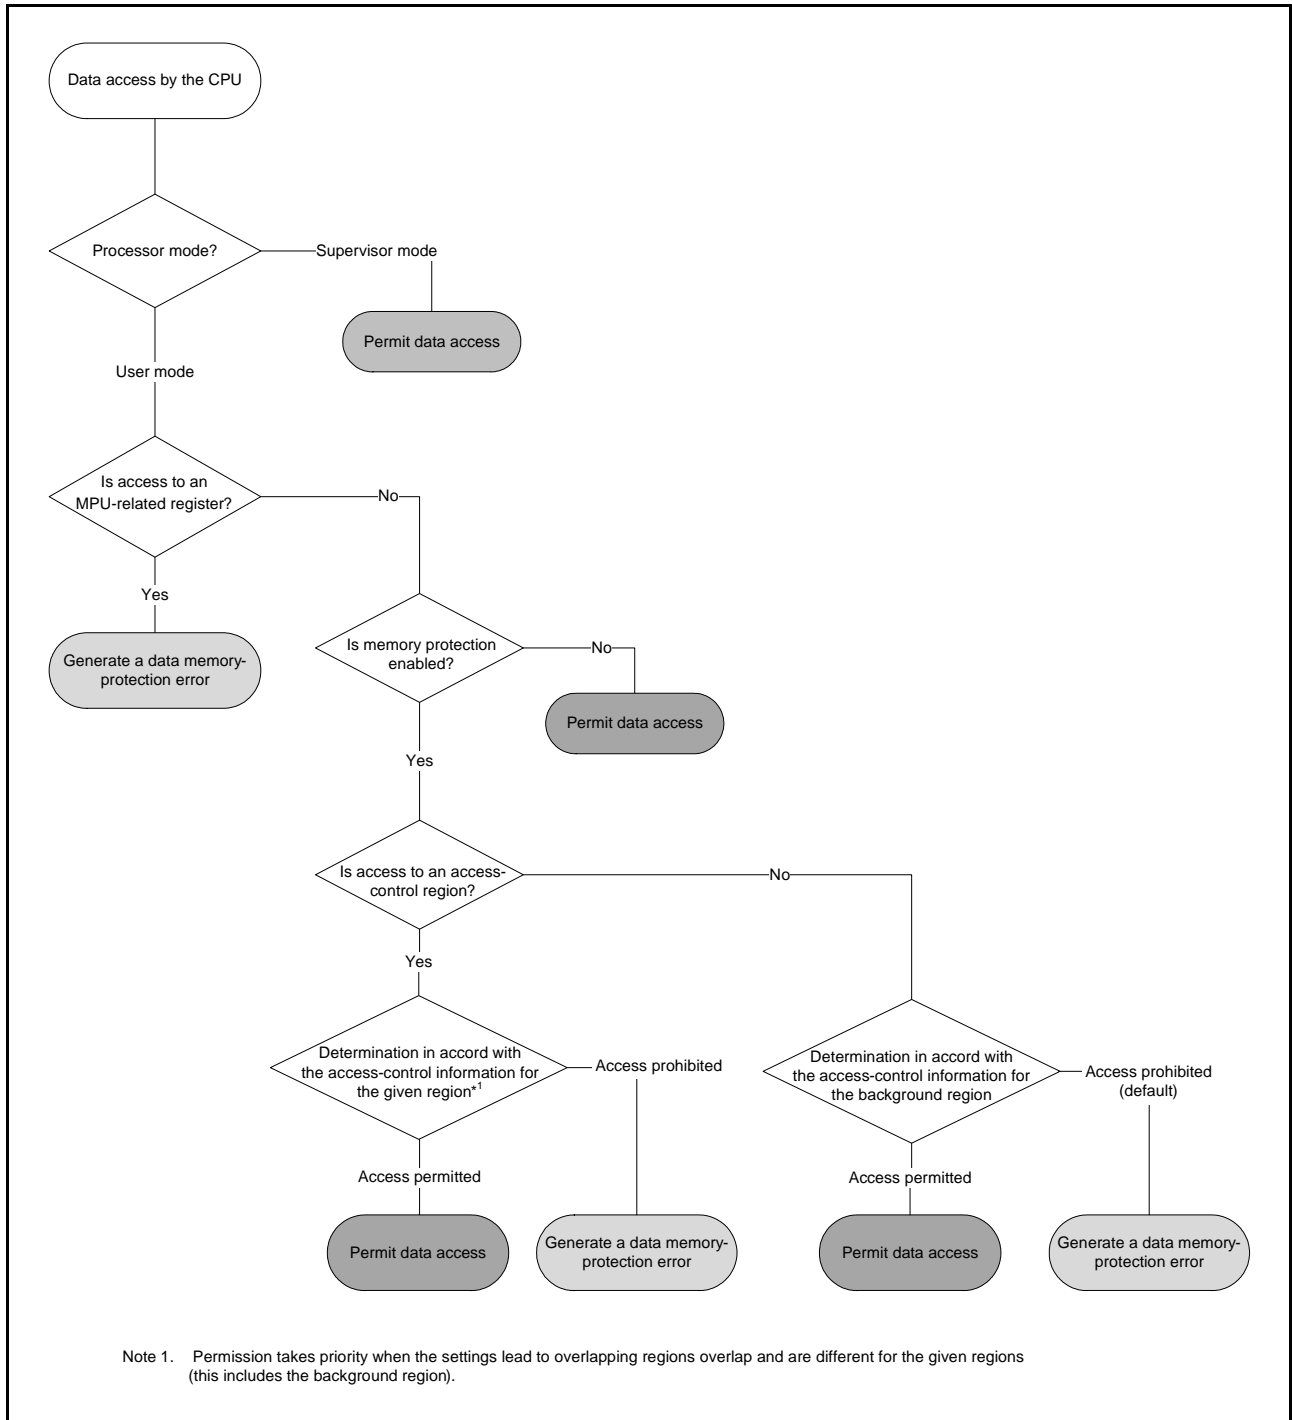 Data access by the CPU
Processor mode?
Supervisor mode
Permit data access
User mode
Is access to an
MPU-related register?
No
Yes
Generate a data memory-
protection error
Is memory protection
enabled?
No
Permit data access
Yes
Is access to an access-
control region?
No
Yes
Determination in accord with
the access-control information for
the given region*1
Access prohibited
Determination in accord with
the access-control information for
the background region
Access prohibited
(default)
Access permitted
Access permitted
Permit data access
Generate a data memory-
protection error
Permit data access
Generate a data memory-
protection error
Note 1. Permission takes priority when the settings lead to overlapping regions overlap and are different for the given regions
(this includes the background region).